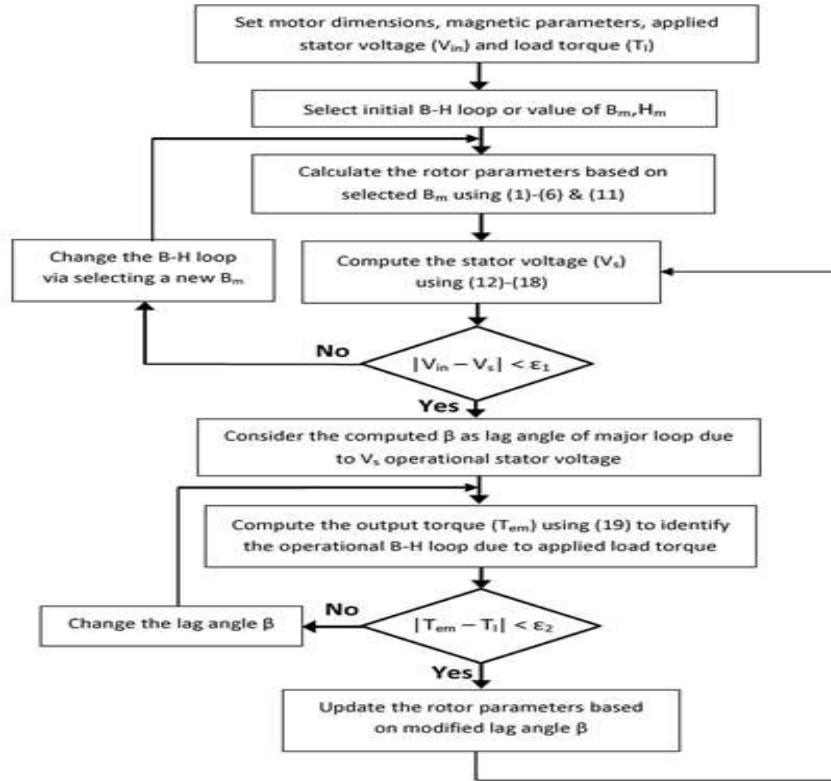 Set motor dimensions, magnetic parameters, applied
stator voltage (Vin) and load torque (Tl)
Select initial B-H loop or value of Bm,Hm
Calculate the rotor parameters based on
selected Bm using (1)-(6) & (11)
Change the B-H loop
via selecting a new Bm
Compute the stator voltage (Vs)
using (12)-(18)
No
|Vin – Vs| < ε1
Yes
Consider the computed β as lag angle of major loop due
to Vs operational stator voltage
Compute the output torque (Tem) using (19) to identify
the operational B-H loop due to applied load torque
Change the lag angle β
No
|Tem – Tl| < ε2
Yes
Update the rotor parameters based
on modified lag angle β